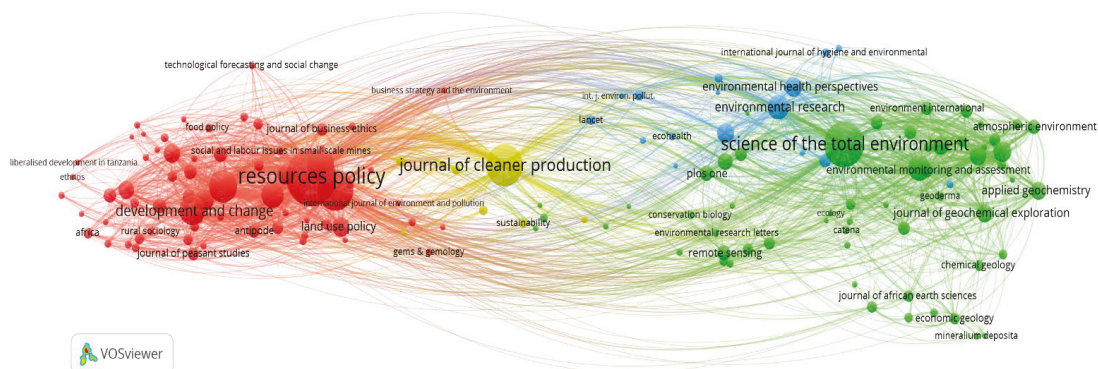 international journal of hygiene and environmental
technological forecasting and social change
business strategy and the environment
environmental health perspectives
int. j. environ. pollut.
environmental research
environment international
lancet
food policy
journal of business ethics
atmospheric environment
ecohealth
science of the total environment
social and labour issues in small-scale mines
liberalised development in tanzania.
journal of cleaner production
environmental monitoring and assessment
plos one
ethnos
resources policy
applied geochemistry
geoderma
international journal of environment and pollution
development and change
conservation biology
ecology
journal of geochemical exploration
sustainability
land use policy
africa
rural sociology
antipode
environmental research letters
catena
journal of peasant studies
gems & gemology
remote sensing
chemical geology
journal of african earth sciences
economic geology
mineralium deposita
VOSviewer